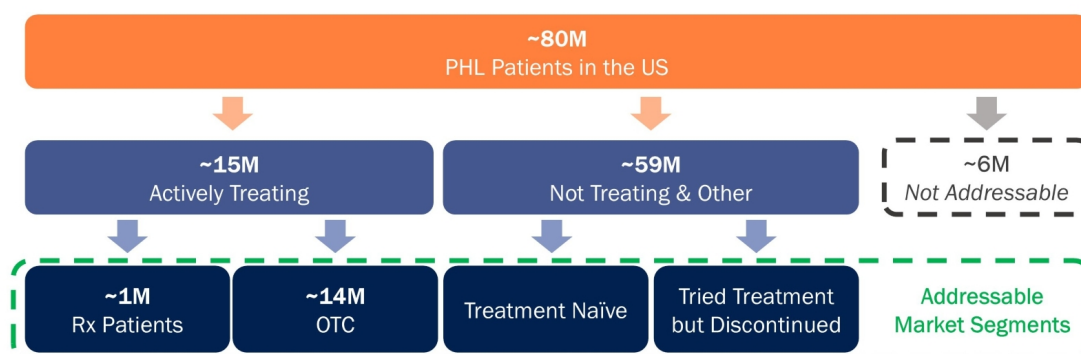 ~80M
PHL Patients in the US
~15M
Actively Treating
~59M
Not Treating & Other
~6M
Not Addressable
~1M
Rx Patients
~14M
OTC
Treatment Naïve
Tried Treatment
but Discontinued
Addressable
Market Segments